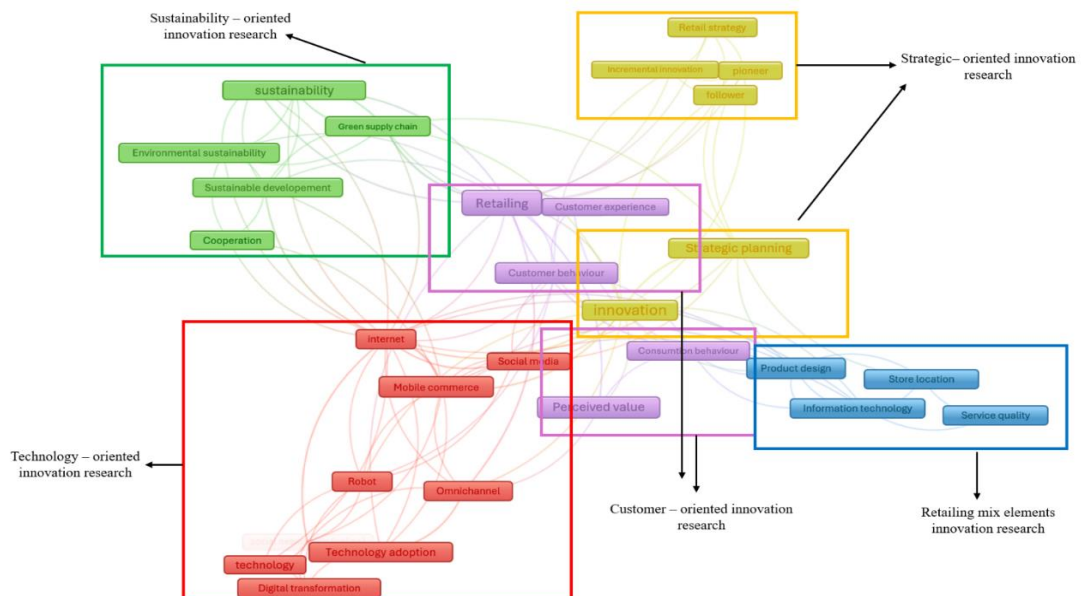 Sustainability – oriented
innovation research
Retail strategy
Incremental innovation
pioneer
follower
Strategic– oriented innovation
research
sustainability
Green supply chain
Environmental sustainability
Sustainable developement
Cooperation
Retailing
Customer experience
Customer behaviour
Strategic planning
innovation
internet
Social media
Mobile commerce
Consumtion behaviour
Perceived value
Product design
Store location
Information technology
Service quality
Technology – oriented
innovation research
Robot
Omnichannel
Technology adoption
technology
Digital transformation
Customer – oriented innovation
research
Retailing mix elements
innovation research